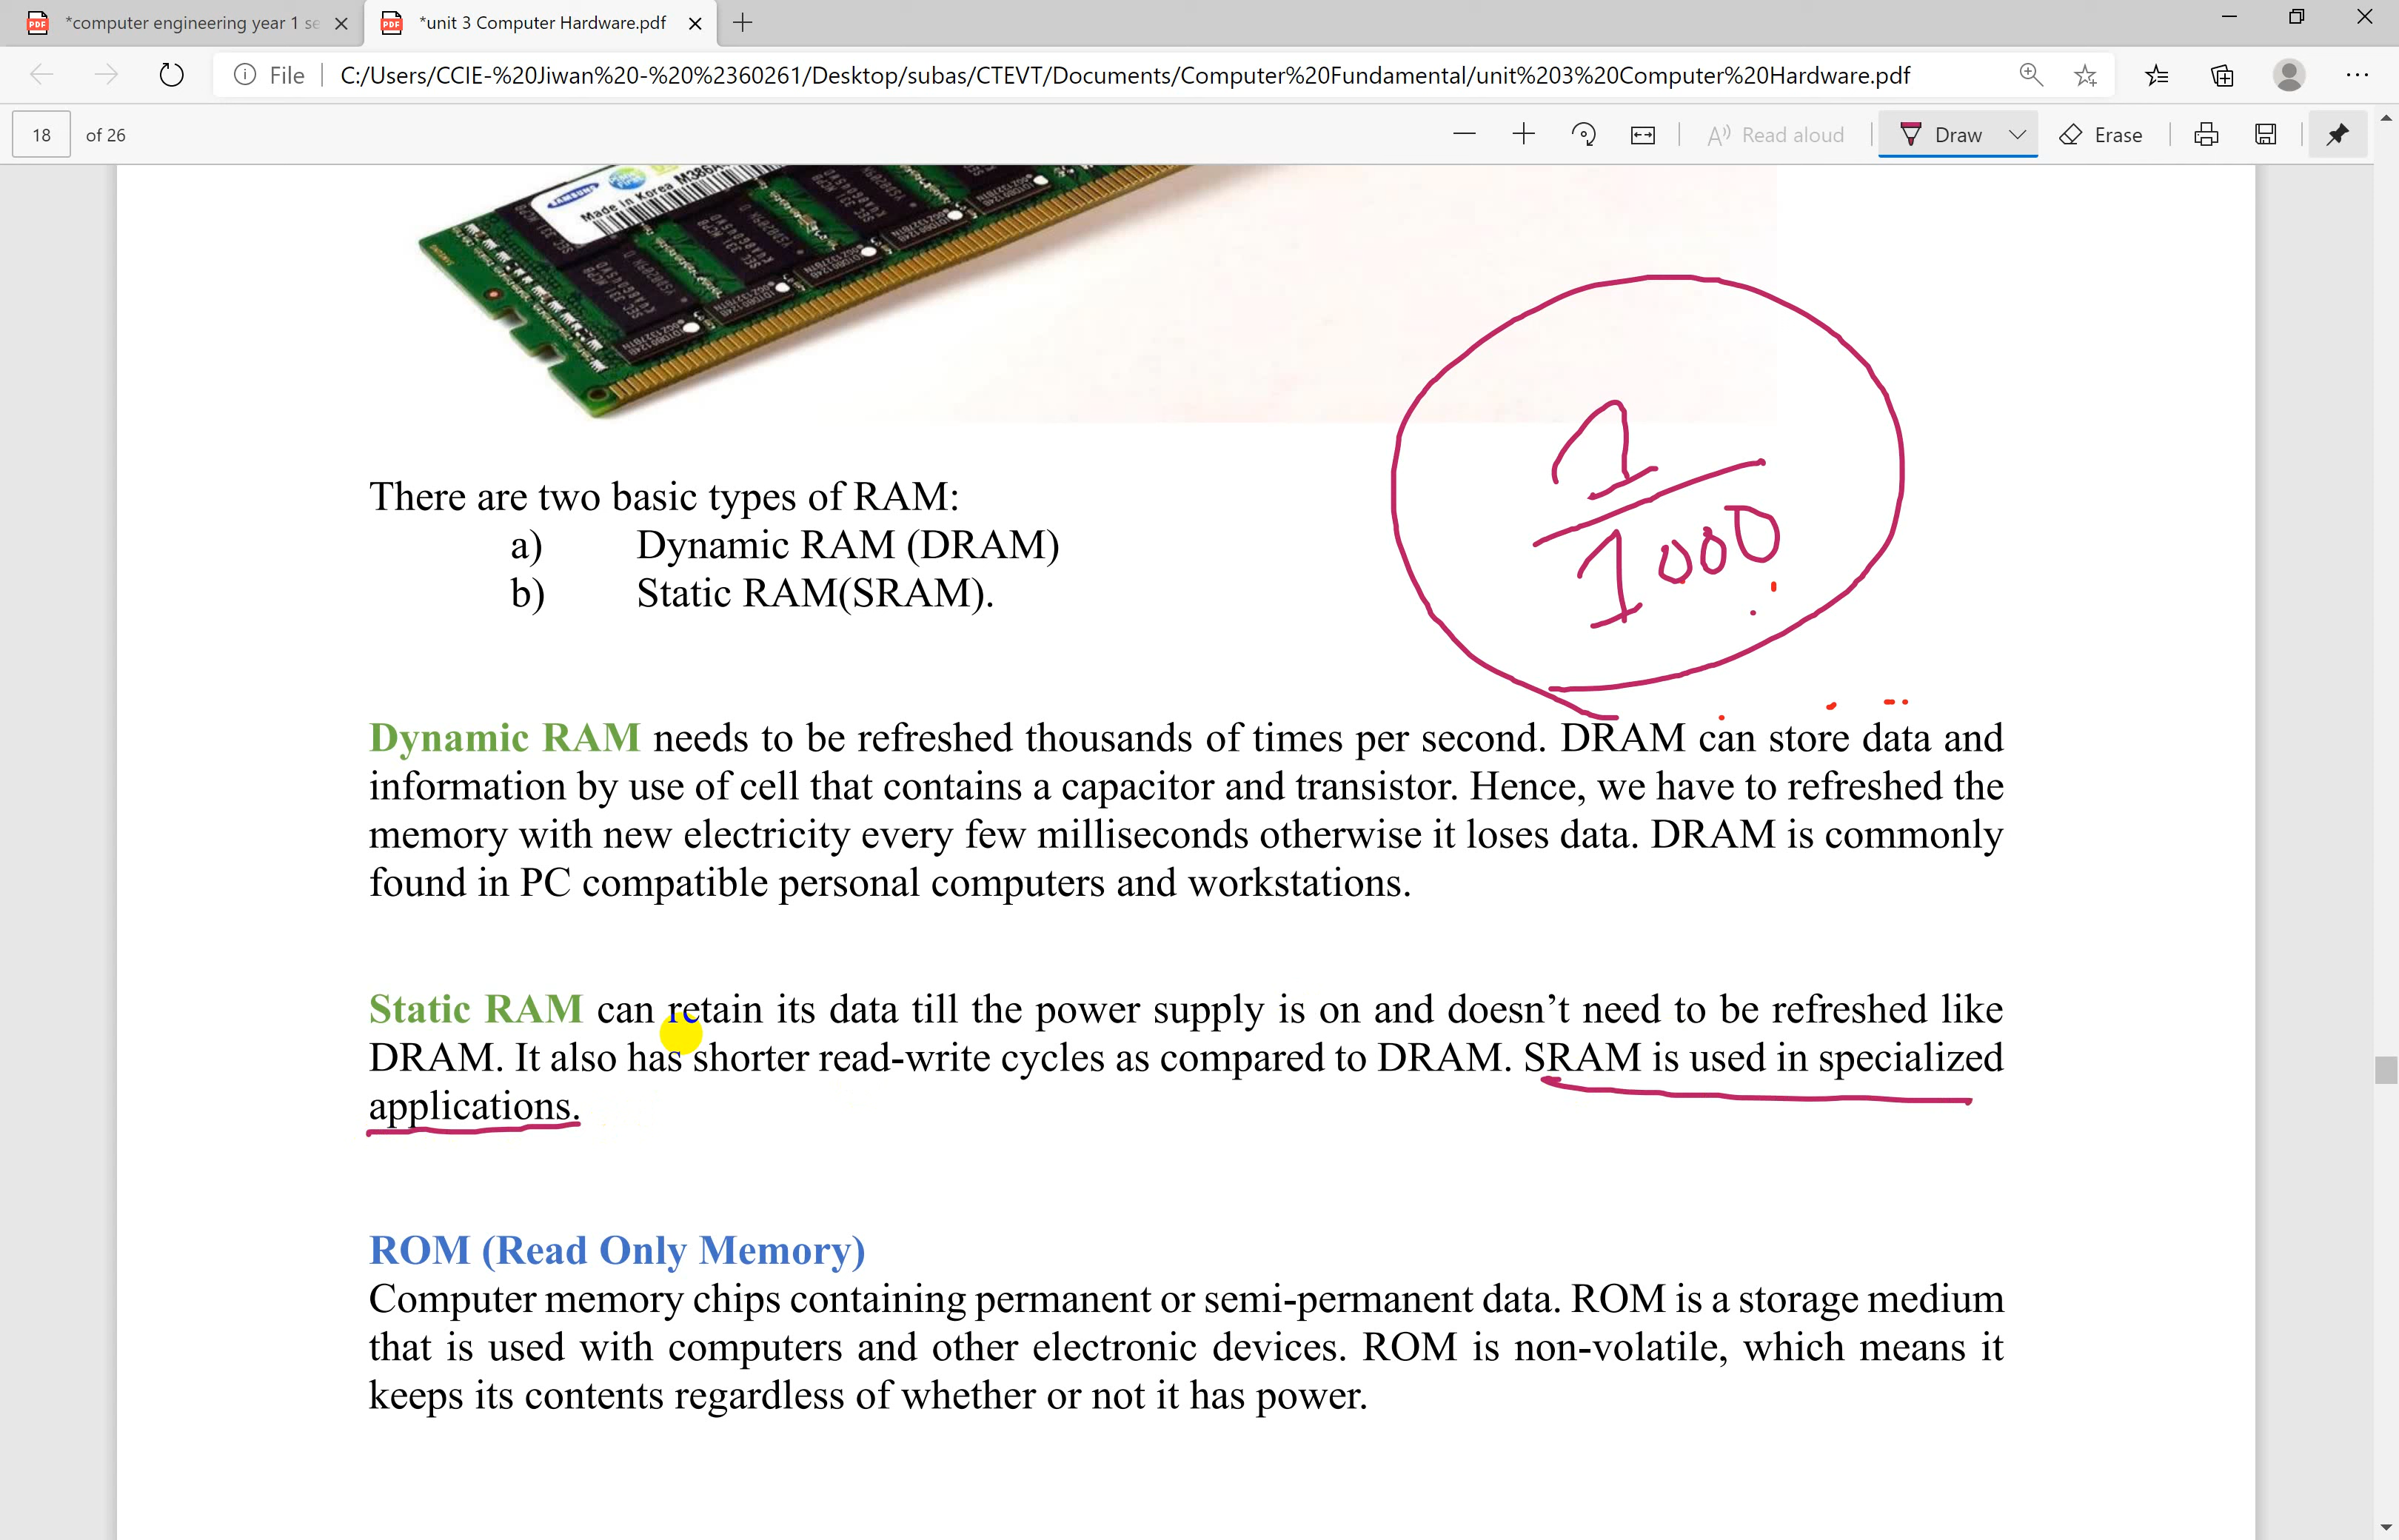 *computer engineering year 1 se
*unit 3 Computer Hardware.pdf
File
C:/Users/CCIE-%20Jiwan%20-%20%2360261/Desktop/subas/CTEVT/Documents/Computer%20Fundamental/unit%203%20Computer%20Hardware.pdf
18 of 26
Read aloud
Draw
Erase
SAMSUNG
Made in Korea
1
1000
There are two basic types of RAM:
a) Dynamic RAM (DRAM)
b) Static RAM(SRAM).
Dynamic RAM needs to be refreshed thousands of times per second. DRAM can store data and
information by use of cell that contains a capacitor and transistor. Hence, we have to refreshed the
memory with new electricity every few milliseconds otherwise it loses data. DRAM is commonly
found in PC compatible personal computers and workstations.
Static RAM can retain its data till the power supply is on and doesn’t need to be refreshed like
DRAM. It also has shorter read-write cycles as compared to DRAM. SRAM is used in specialized
applications.
ROM (Read Only Memory)
Computer memory chips containing permanent or semi-permanent data. ROM is a storage medium
that is used with computers and other electronic devices. ROM is non-volatile, which means it
keeps its contents regardless of whether or not it has power.